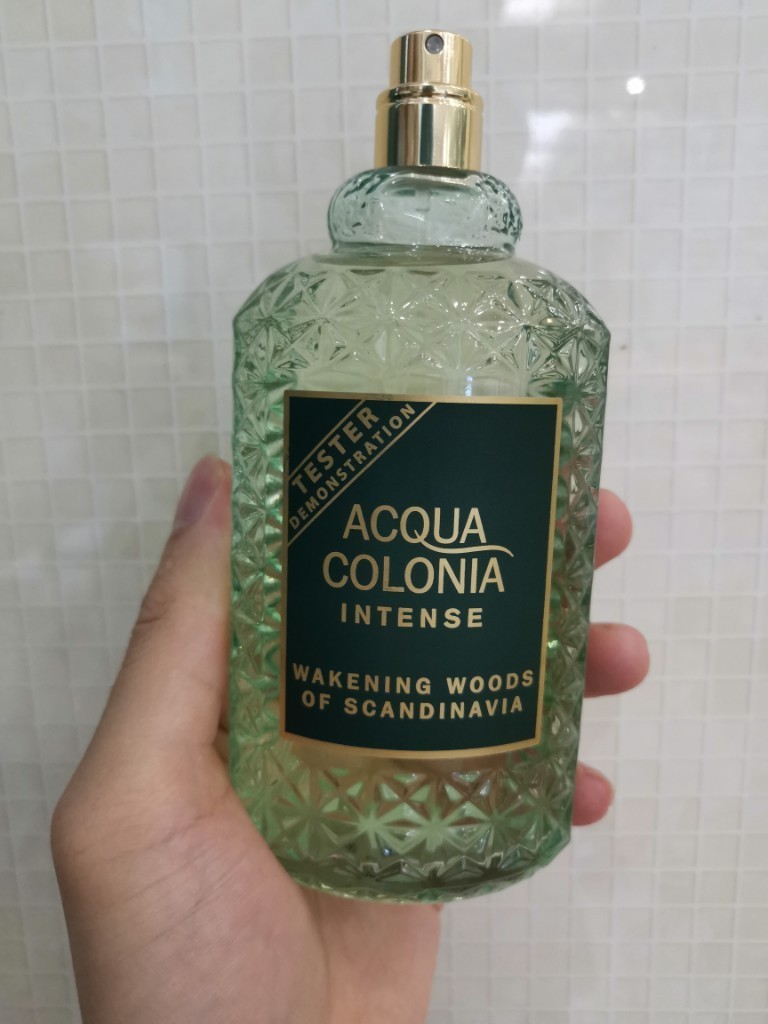 TESTER
DEMONSTRATION
ACQUA
COLONIA
INTENSE
WAKENING WOODS
OF SCANDINAVIA